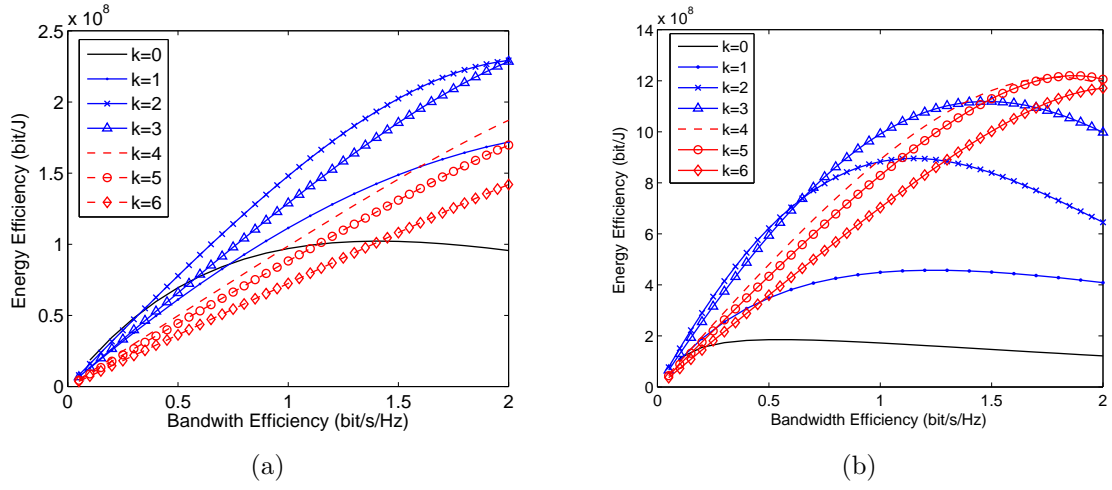 x 10^8
2.5
2
1.5
1
0.5
0
Energy Efficiency (bit/J)
k=0
k=1
k=2
k=3
k=4
k=5
k=6
0 0.5 1 1.5 2
Bandwith Efficiency (bit/s/Hz)
(a)
x 10^8
14
12
10
8
6
4
2
0
Energy Efficiency (bit/J)
k=0
k=1
k=2
k=3
k=4
k=5
k=6
0 0.5 1 1.5 2
Bandwidth Efficiency (bit/s/Hz)
(b)